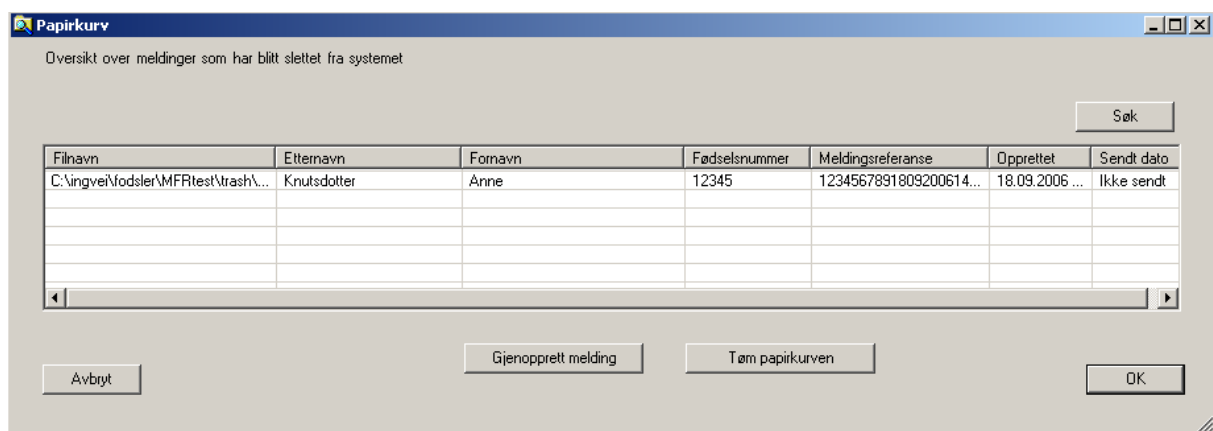 Papirkurv
Oversikt over meldinger som har blitt slettet fra systemet
Søk
Filnavn Etternavn Fornavn Fødselsnummer Meldingsreferanse Opprettet Sendt dato
C:\ingvei\fodsler\MFRtest\trash\... Knutsdotter Anne 12345 1234567891809200614... 18.09.2006 ... Ikke sendt
Gjenopprett melding Tøm papirkurven
Avbryt OK